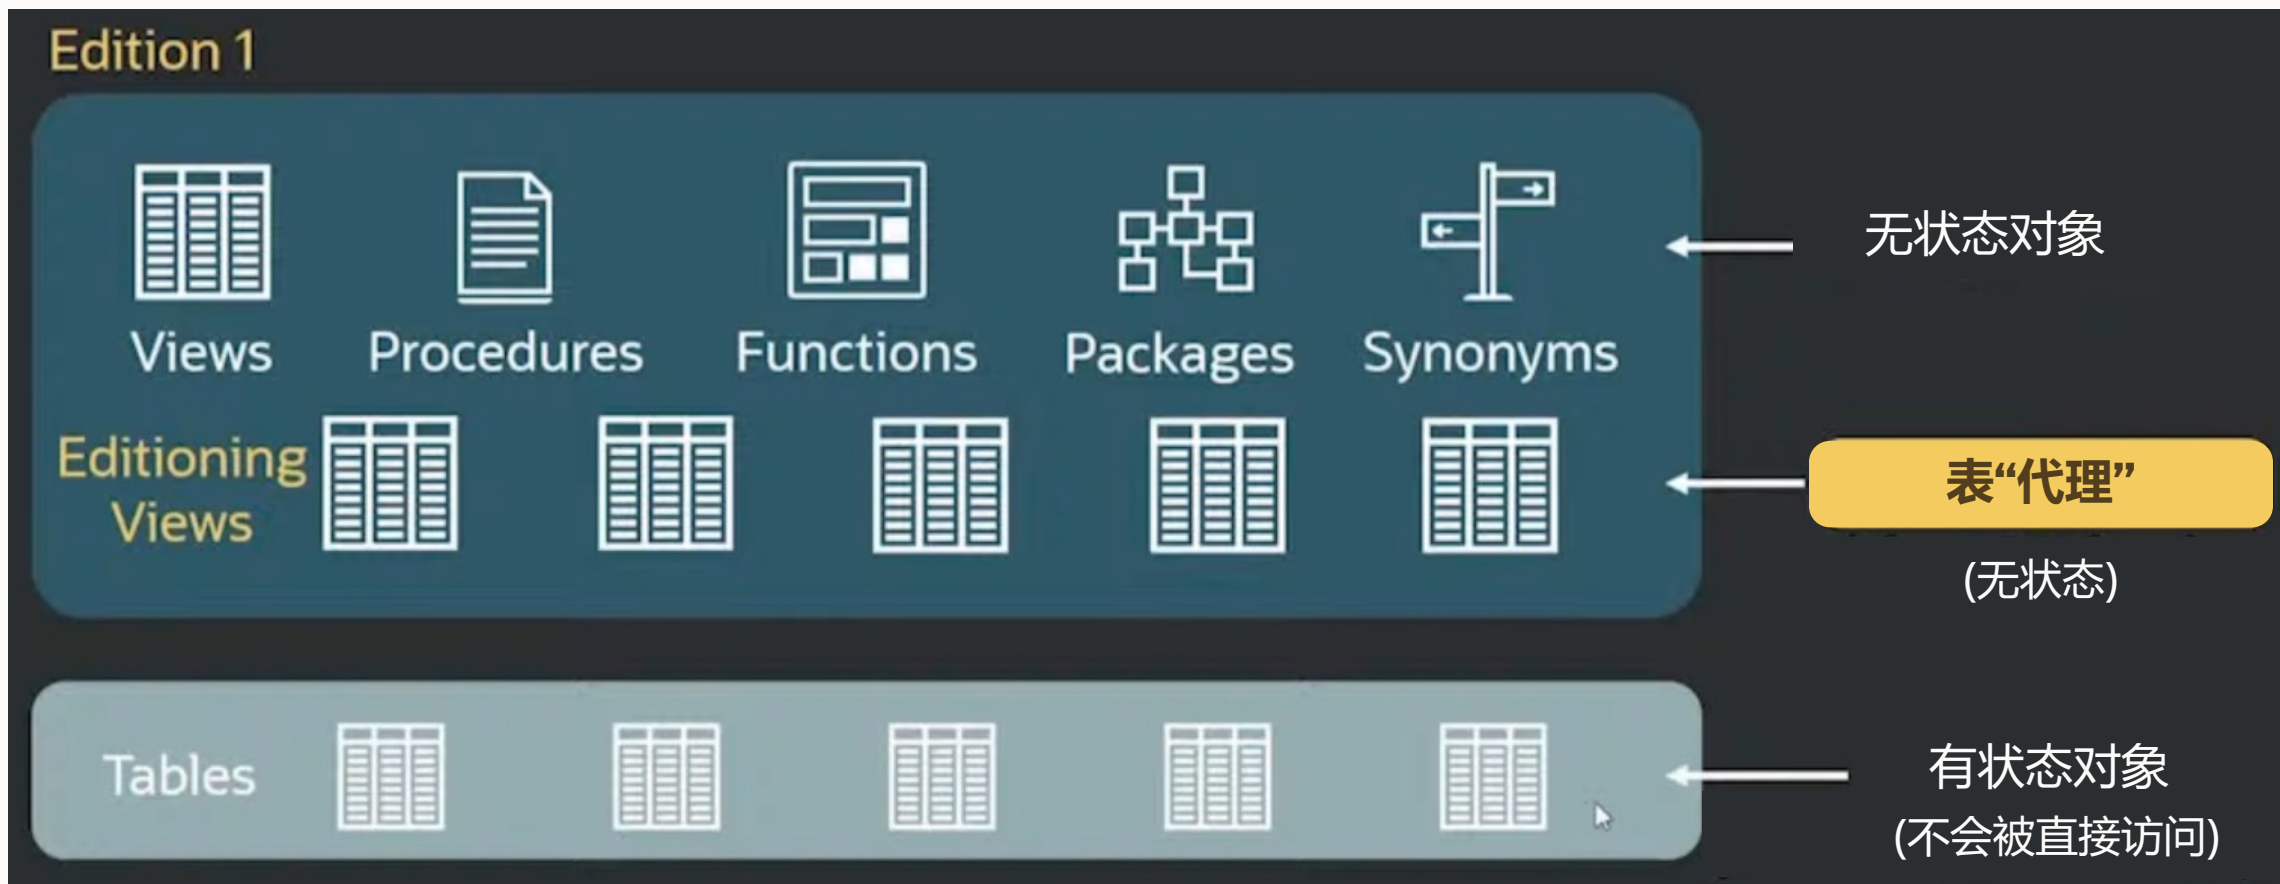 Edition 1
Views
Procedures
Functions
Packages
Synonyms
无状态对象
Editioning
Views
表“代理”
(无状态)
Tables
有状态对象
(不会被直接访问)